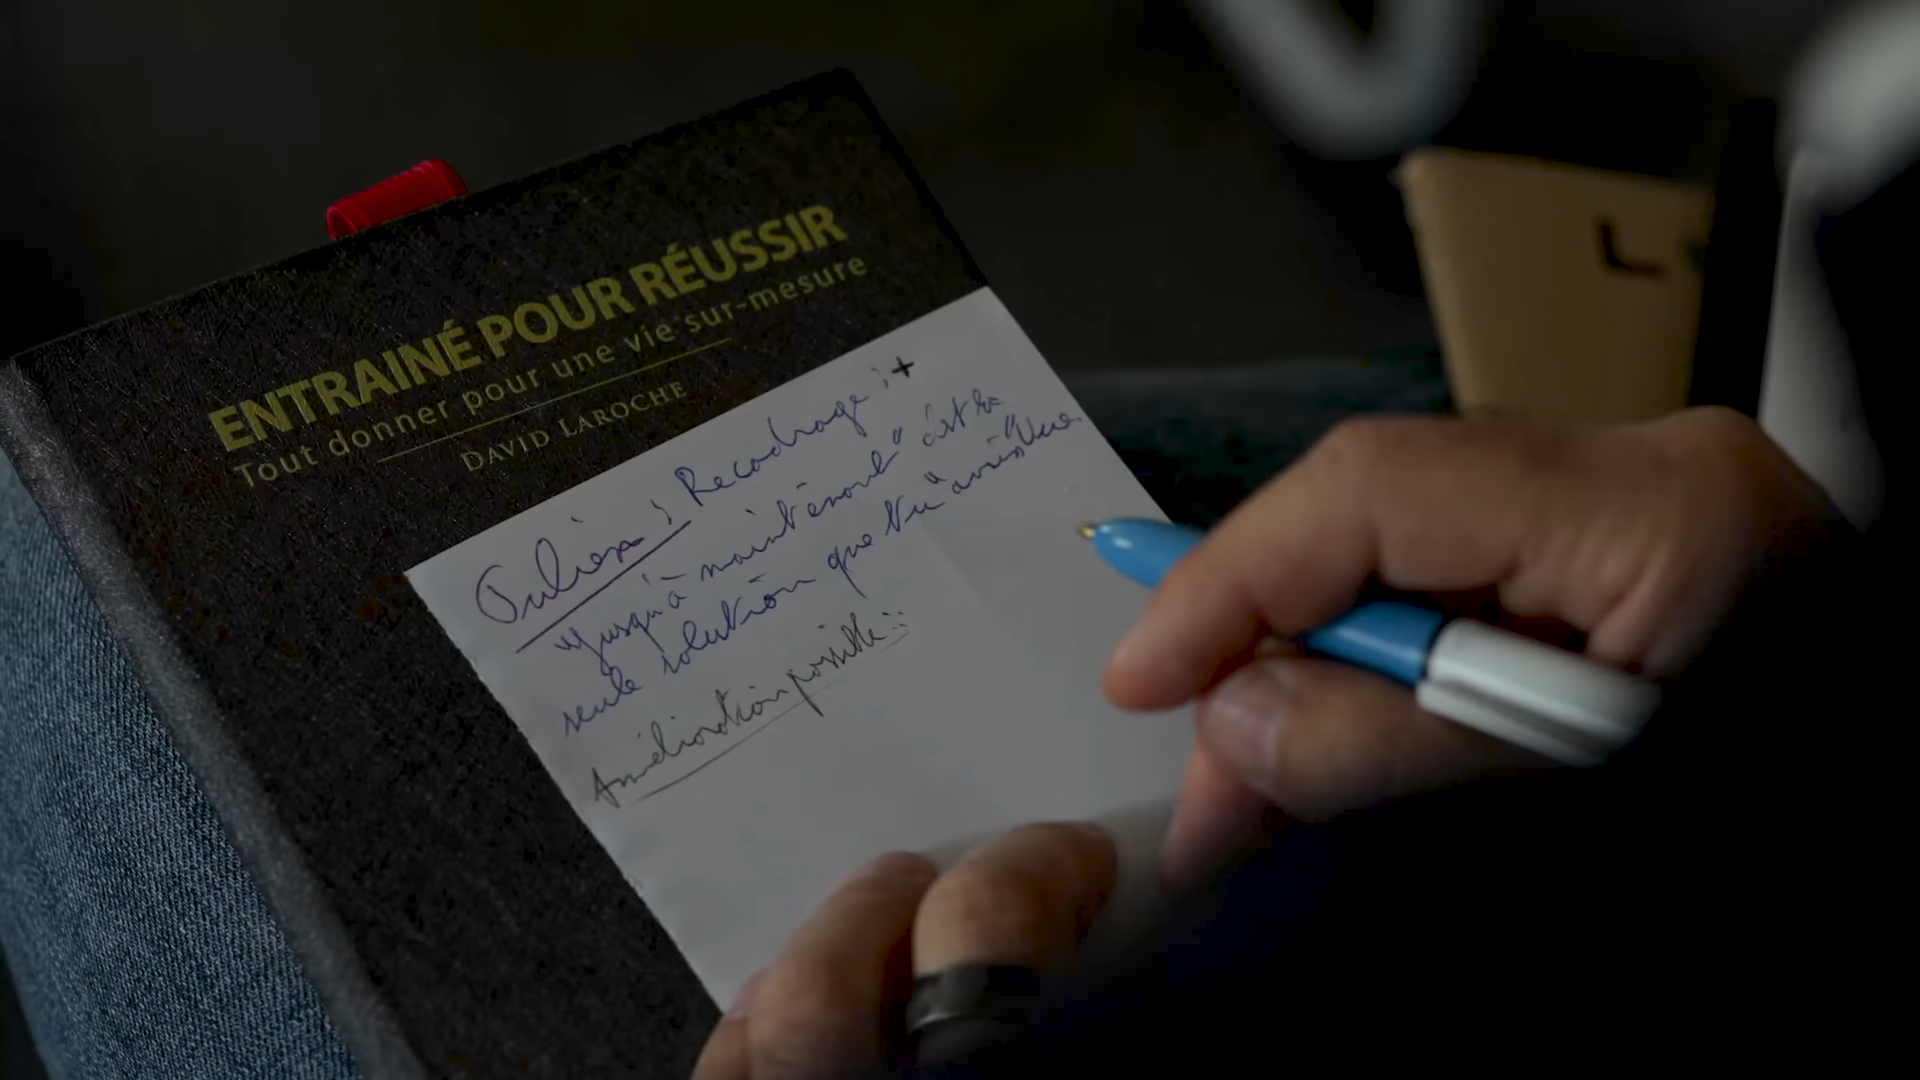 ENTRAINÉ POUR RÉUSSIR
Tout donner pour une vie sur-mesure
DAVID LAROCHE
Julien : Recadrage : +
"Jusqu'à maintenant" c'est la
seule solution que tu "avais" Vue.
Amélioration possible :
L